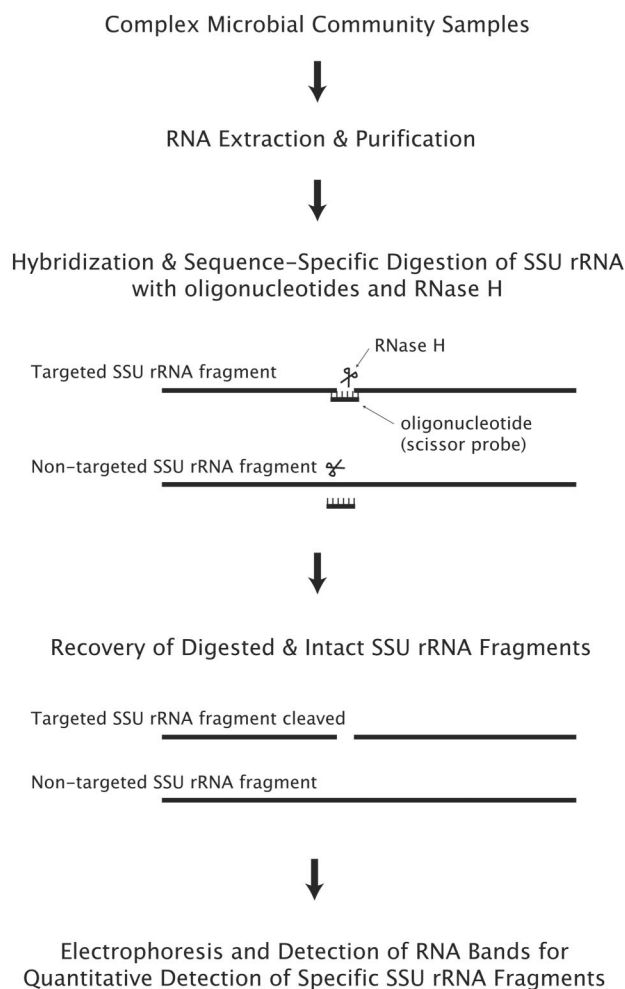 Complex Microbial Community Samples
RNA Extraction & Purification
Hybridization & Sequence-Specific Digestion of SSU rRNA
with oligonucleotides and RNase H
RNase H
Targeted SSU rRNA fragment
oligonucleotide
(scissor probe)
Non-targeted SSU rRNA fragment
Recovery of Digested & Intact SSU rRNA Fragments
Targeted SSU rRNA fragment cleaved
Non-targeted SSU rRNA fragment
Electrophoresis and Detection of RNA Bands for
Quantitative Detection of Specific SSU rRNA Fragments